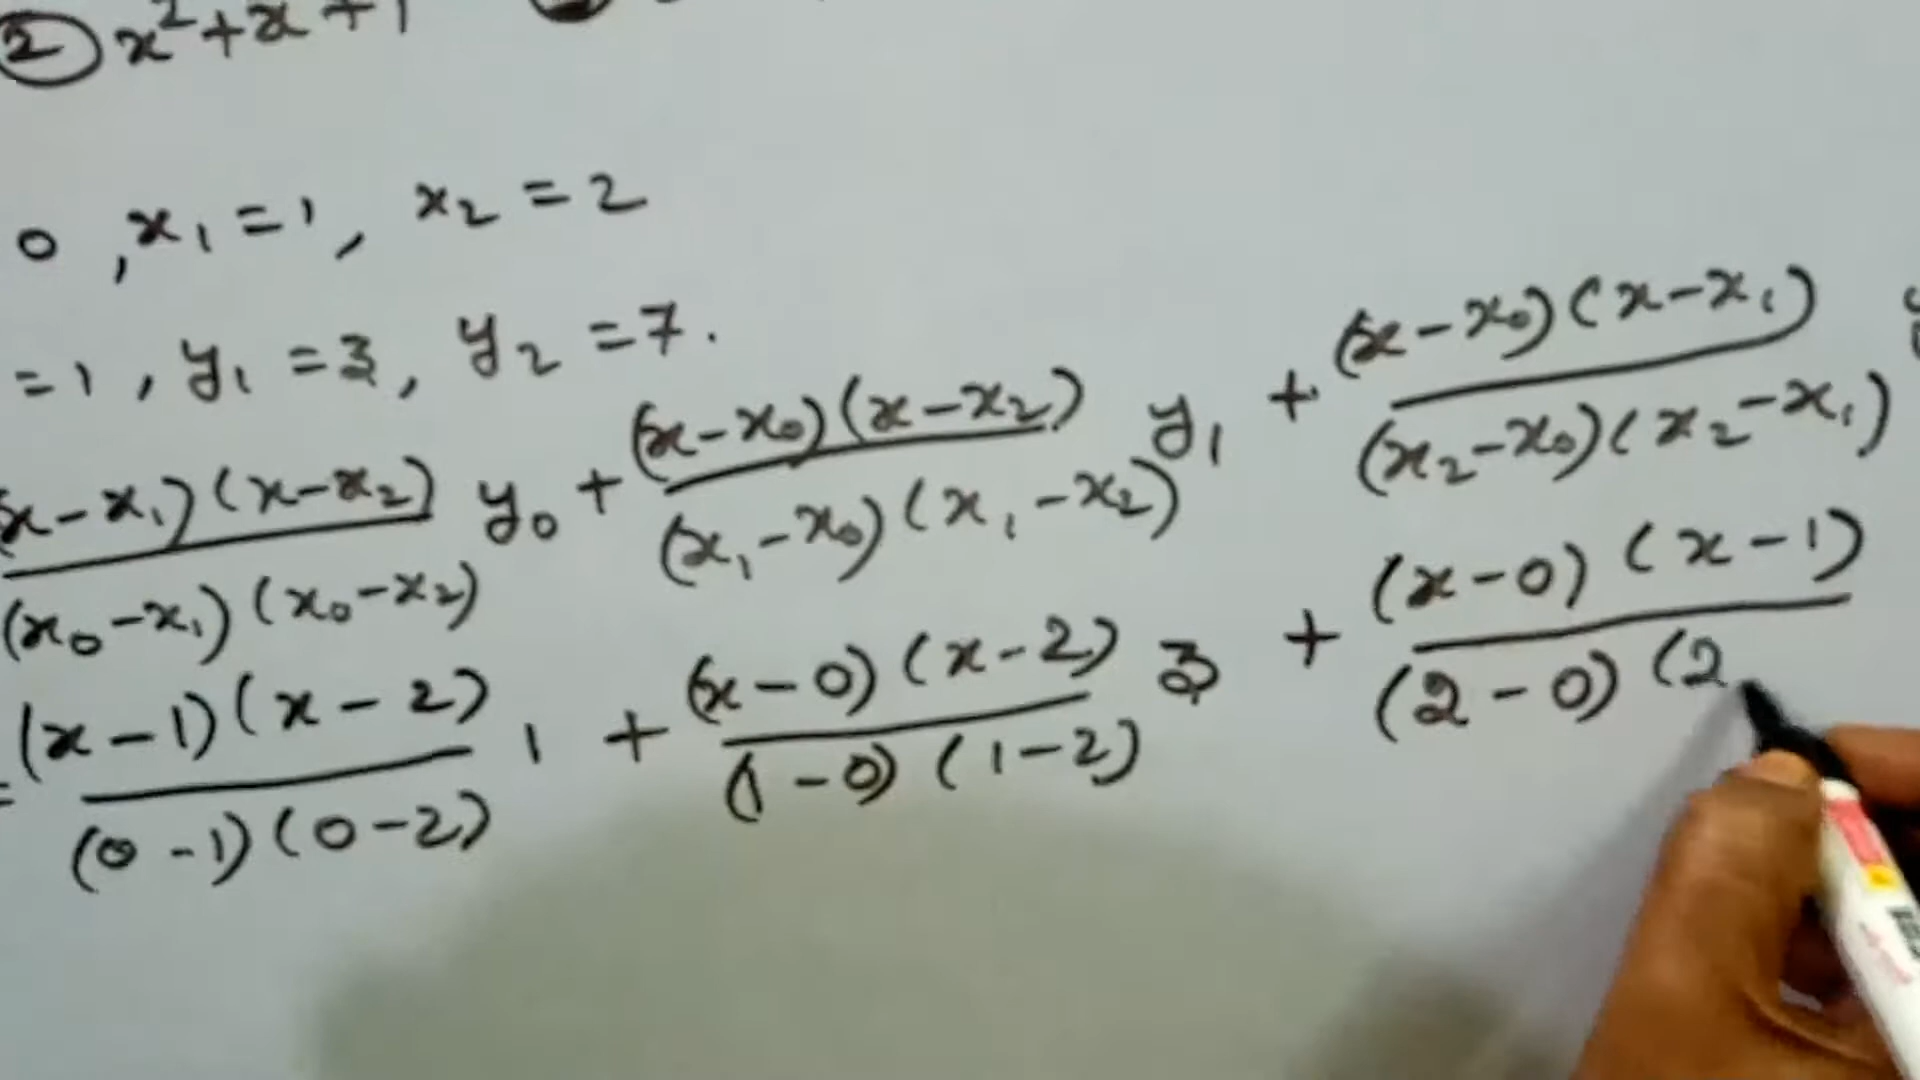 ② x²+x+1
0 , x₁ =1, x₂ =2
=1 , y₁ =3, y₂ =7.
(x-x₁)(x-x₂)/(x₀-x₁)(x₀-x₂) y₀ + (x-x₀)(x-x₂)/(x₁-x₀)(x₁-x₂) y₁ + (x-x₀)(x-x₁)/(x₂-x₀)(x₂-x₁)
= (x-1)(x-2)/(0-1)(0-2) 1 + (x-0)(x-2)/(1-0)(1-2) 3 + (x-0)(x-1)/(2-0)(2